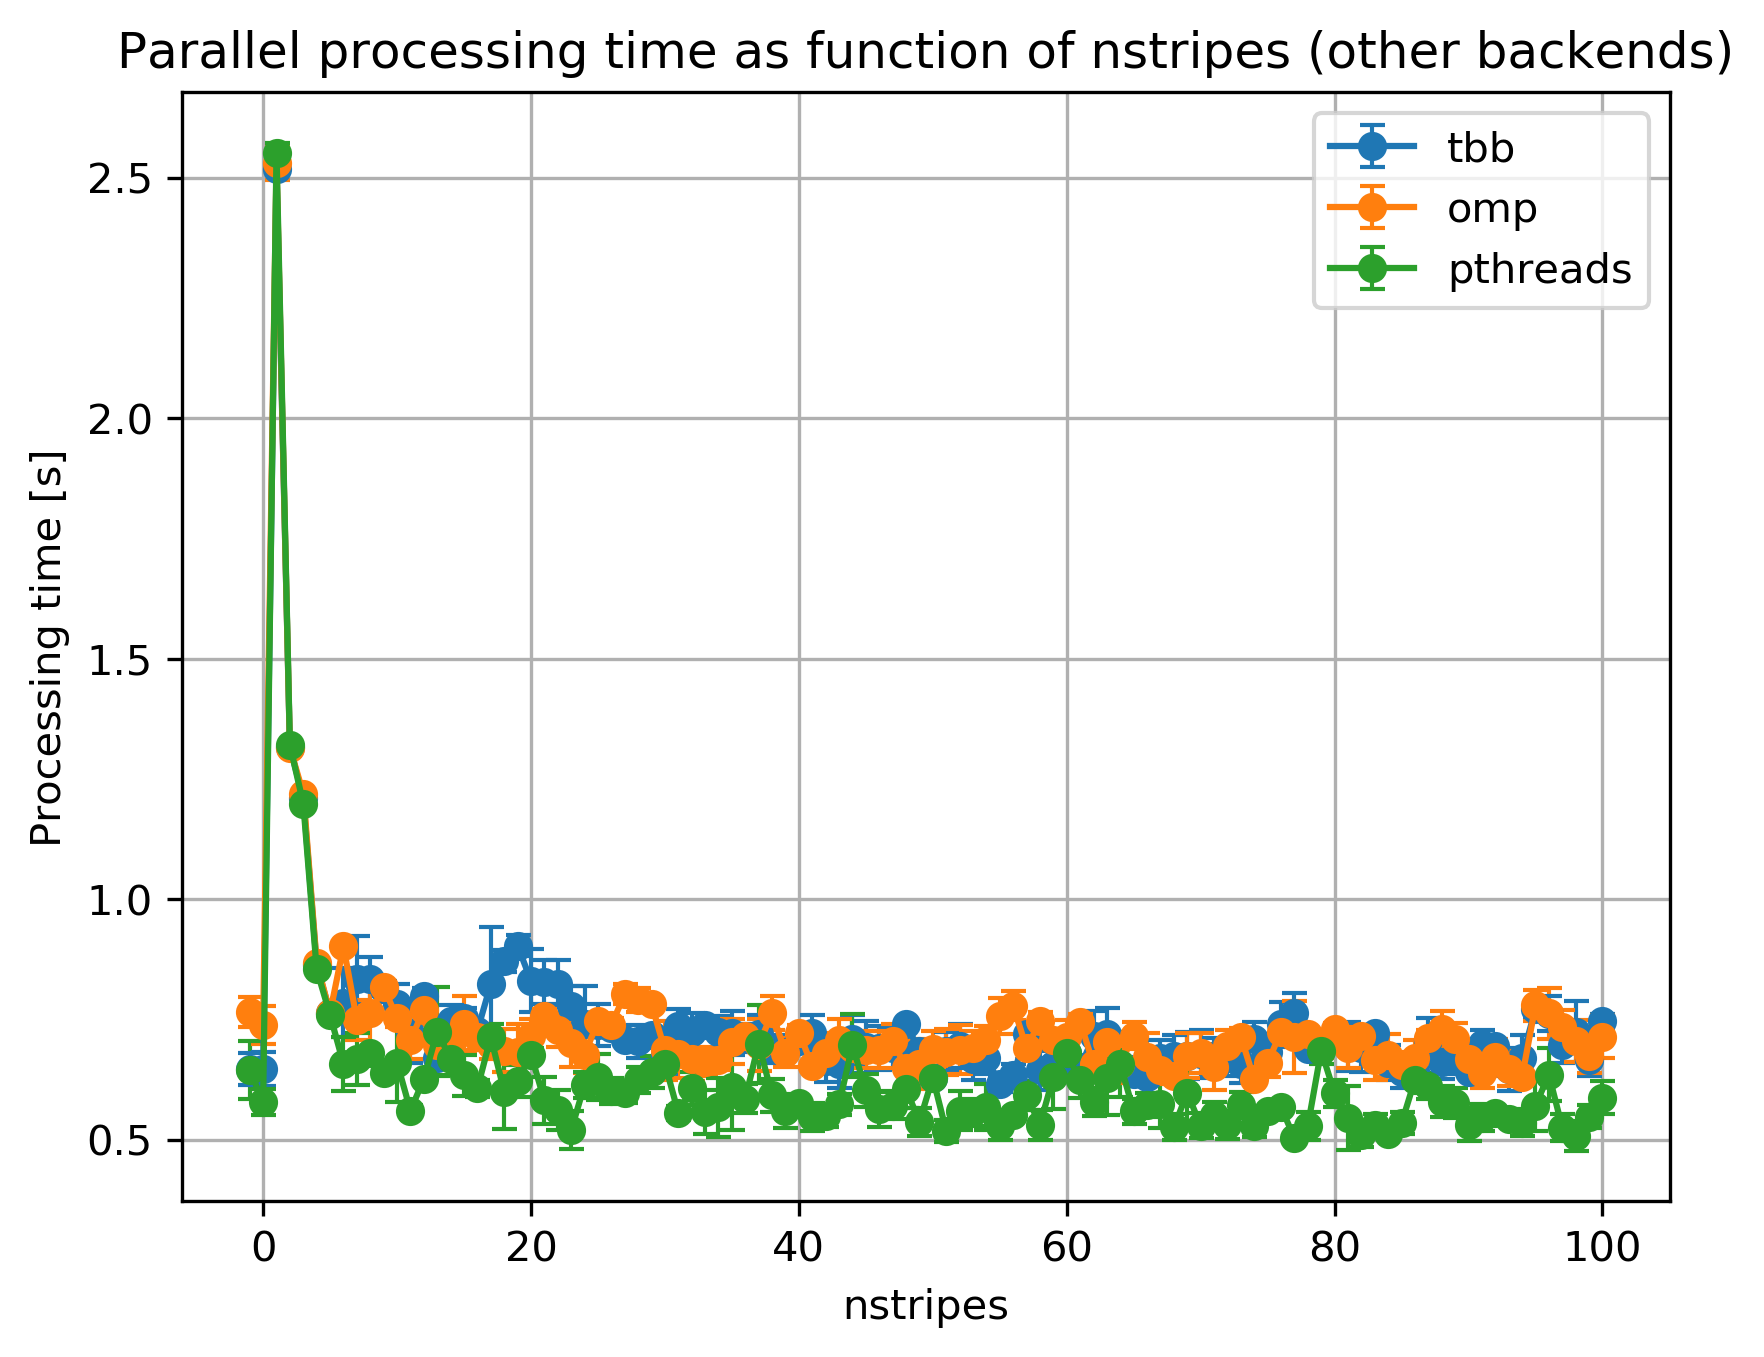 Parallel processing time as function of nstripes (other backends)
tbb
omp
pthreads
Processing time [s]
2.5
2.0
1.5
1.0
0.5
0 20 40 60 80 100
nstripes